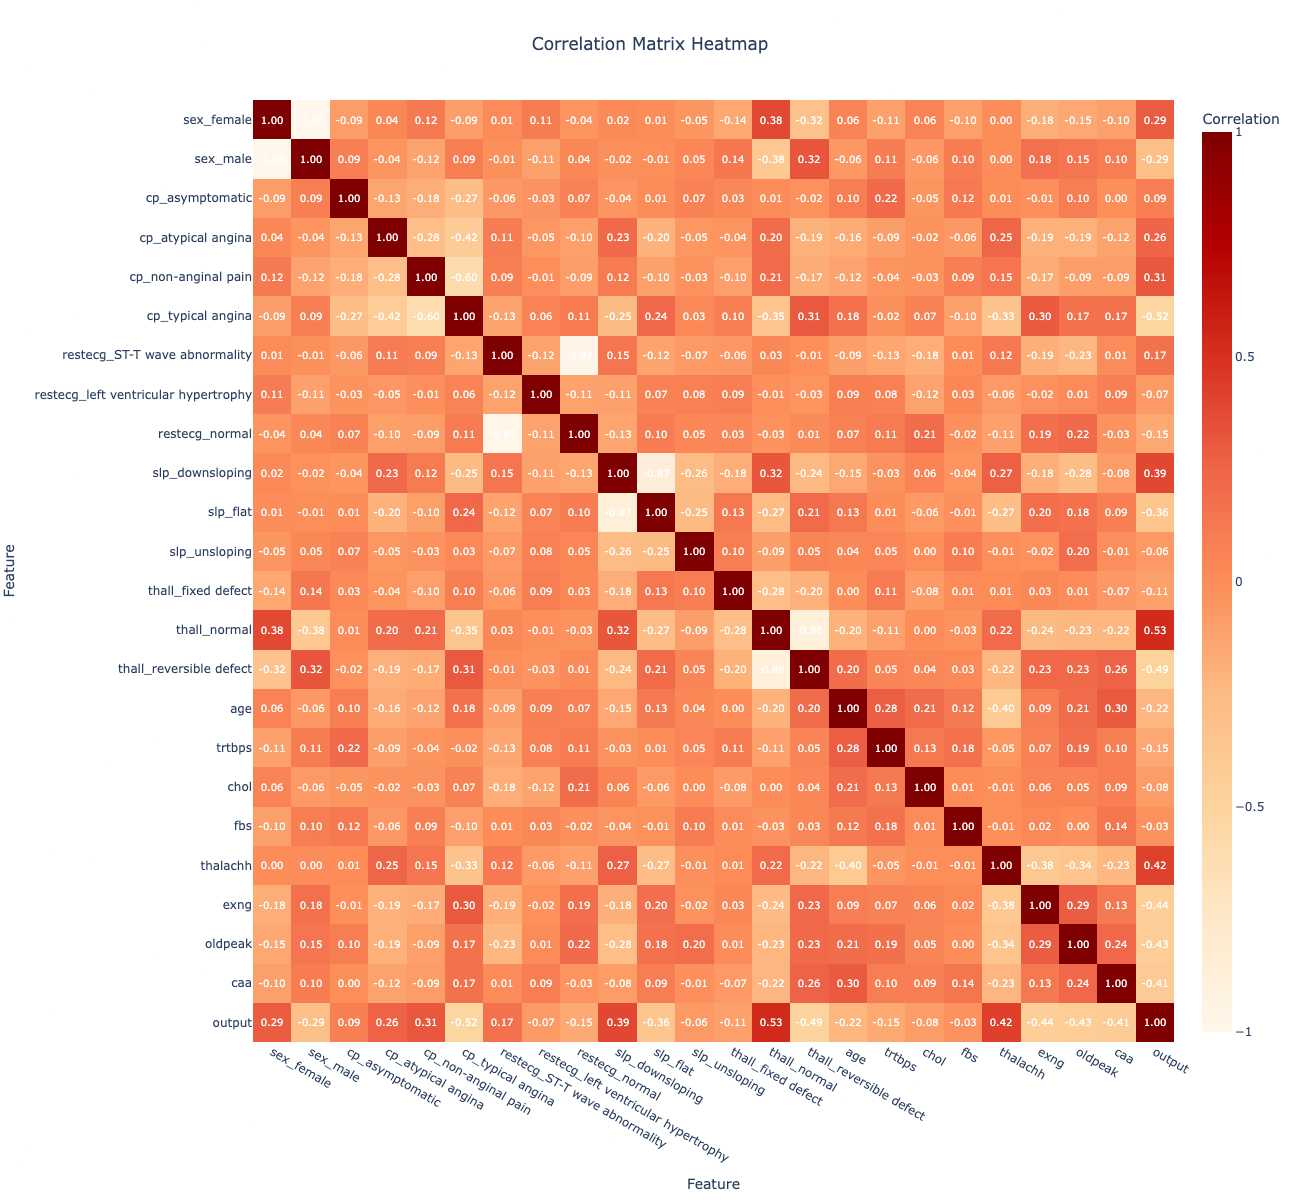 Correlation Matrix Heatmap
Correlation
sex_female 1.00 -0.09 0.04 0.12 -0.09 0.01 0.11 -0.04 0.02 0.01 -0.05 -0.14 0.38 -0.32 0.06 -0.11 0.06 -0.10 0.00 -0.18 -0.15 -0.10 0.29
sex_male 1.00 0.09 -0.04 -0.12 0.09 -0.01 -0.11 0.04 -0.02 -0.01 0.05 0.14 -0.38 0.32 -0.06 0.11 -0.06 0.10 0.00 0.18 0.15 0.10 -0.29
cp_asymptomatic -0.09 0.09 1.00 -0.13 -0.18 -0.27 -0.06 -0.03 0.07 -0.04 0.01 0.07 0.03 0.01 -0.02 0.10 0.22 -0.05 0.12 0.01 -0.01 0.10 0.00 0.09
cp_atypical angina 0.04 -0.04 -0.13 1.00 -0.28 -0.42 0.11 -0.05 -0.10 0.23 -0.20 -0.05 -0.04 0.20 -0.19 -0.16 -0.09 -0.02 -0.06 0.25 -0.19 -0.19 -0.12 0.26
cp_non-anginal pain 0.12 -0.12 -0.18 -0.28 1.00 -0.60 0.09 -0.01 -0.09 0.12 -0.10 -0.03 -0.10 0.21 -0.17 -0.12 -0.04 -0.03 0.09 0.15 -0.17 -0.09 -0.09 0.31
cp_typical angina -0.09 0.09 -0.27 -0.42 -0.60 1.00 -0.13 0.06 0.11 -0.25 0.24 0.03 0.10 -0.35 0.31 0.18 -0.02 0.07 -0.10 -0.33 0.30 0.17 0.17 -0.52
restecg_ST-T wave abnormality 0.01 -0.01 -0.06 0.11 0.09 -0.13 1.00 -0.12 -0.97 0.15 -0.12 -0.07 -0.06 0.03 -0.01 -0.09 -0.13 -0.18 0.01 0.12 -0.19 -0.23 0.01 0.17
restecg_left ventricular hypertrophy 0.11 -0.11 -0.03 -0.05 -0.01 0.06 -0.12 1.00 -0.11 -0.11 0.07 0.08 0.09 -0.01 -0.03 0.09 0.08 -0.12 0.03 -0.06 -0.02 0.01 0.09 -0.07
restecg_normal -0.04 0.04 0.07 -0.10 -0.09 0.11 -0.97 -0.11 1.00 -0.13 0.10 0.05 0.03 -0.03 0.01 0.07 0.11 0.21 -0.02 -0.11 0.19 0.22 -0.03 -0.15
slp_downsloping 0.02 -0.02 -0.04 0.23 0.12 -0.25 0.15 -0.11 -0.13 1.00 -0.87 -0.26 -0.18 0.32 -0.24 -0.15 -0.03 0.06 -0.04 0.27 -0.18 -0.28 -0.08 0.39
slp_flat 0.01 -0.01 0.01 -0.20 -0.10 0.24 -0.12 0.07 0.10 -0.87 1.00 -0.25 0.13 -0.27 0.21 0.13 0.01 -0.06 -0.01 -0.27 0.20 0.18 0.09 -0.36
slp_unsloping -0.05 0.05 0.07 -0.05 -0.03 0.03 -0.07 0.08 0.05 -0.26 -0.25 1.00 0.10 -0.09 0.05 0.04 0.05 0.00 0.10 -0.01 -0.02 0.20 -0.01 -0.06
thall_fixed defect -0.14 0.14 0.03 -0.04 -0.10 0.10 -0.06 0.09 0.03 -0.18 0.13 0.10 1.00 -0.28 -0.20 0.00 0.11 -0.08 0.01 0.01 0.03 0.01 -0.07 -0.11
thall_normal 0.38 -0.38 0.01 0.20 0.21 -0.35 0.03 -0.01 -0.03 0.32 -0.27 -0.09 -0.28 1.00 -0.20 -0.11 0.00 -0.03 0.22 -0.24 -0.23 -0.22 0.53
thall_reversible defect -0.32 0.32 -0.02 -0.19 -0.17 0.31 -0.01 -0.03 0.01 -0.24 0.21 0.05 -0.20 1.00 0.20 0.05 0.04 0.03 -0.22 0.23 0.23 0.26 -0.49
age 0.06 -0.06 0.10 -0.16 -0.12 0.18 -0.09 0.09 0.07 -0.15 0.13 0.04 0.00 -0.20 0.20 1.00 0.28 0.21 0.12 -0.40 0.09 0.21 0.30 -0.22
trtbps -0.11 0.11 0.22 -0.09 -0.04 -0.02 -0.13 0.08 0.11 -0.03 0.01 0.05 0.11 -0.11 0.05 0.28 1.00 0.13 0.18 -0.05 0.07 0.19 0.10 -0.15
chol 0.06 -0.06 -0.05 -0.02 -0.03 0.07 -0.18 -0.12 0.21 0.06 -0.06 0.00 -0.08 0.00 0.04 0.21 0.13 1.00 0.01 -0.01 0.06 0.05 0.09 -0.08
fbs -0.10 0.10 0.12 -0.06 0.09 -0.10 0.01 0.03 -0.02 -0.04 -0.01 0.10 0.01 -0.03 0.03 0.12 0.18 0.01 1.00 -0.01 0.02 0.00 0.14 -0.03
thalachh 0.00 0.00 0.01 0.25 0.15 -0.33 0.12 -0.06 -0.11 0.27 -0.27 -0.01 0.01 0.22 -0.22 -0.40 -0.05 -0.01 -0.01 1.00 -0.38 -0.34 -0.23 0.42
exng -0.18 0.18 -0.01 -0.19 -0.17 0.30 -0.19 -0.02 0.19 -0.18 0.20 -0.02 0.03 -0.24 0.23 0.09 0.07 0.06 0.02 -0.38 1.00 0.29 0.13 -0.44
oldpeak -0.15 0.15 0.10 -0.19 -0.09 0.17 -0.23 0.01 0.22 -0.28 0.18 0.20 0.01 -0.23 0.23 0.21 0.19 0.05 0.00 -0.34 0.29 1.00 0.24 -0.43
caa -0.10 0.10 0.00 -0.12 -0.09 0.17 0.01 0.09 -0.03 -0.08 0.09 -0.01 -0.07 -0.22 0.26 0.30 0.10 0.09 0.14 -0.23 0.13 0.24 1.00 -0.41
output 0.29 -0.29 0.09 0.26 0.31 -0.52 0.17 -0.07 -0.15 0.39 -0.36 -0.06 -0.11 0.53 -0.49 -0.22 -0.15 -0.08 -0.03 0.42 -0.44 -0.43 -0.41 1.00
1
0.5
0
−0.5
−1
sex_female
sex_male
cp_asymptomatic
cp_atypical angina
cp_non-anginal pain
cp_typical angina
restecg_ST-T wave abnormality
restecg_left ventricular hypertrophy
restecg_normal
slp_downsloping
slp_flat
slp_unsloping
thall_fixed defect
thall_normal
thall_reversible defect
age
trtbps
chol
fbs
thalachh
exng
oldpeak
caa
output
Feature
Feature